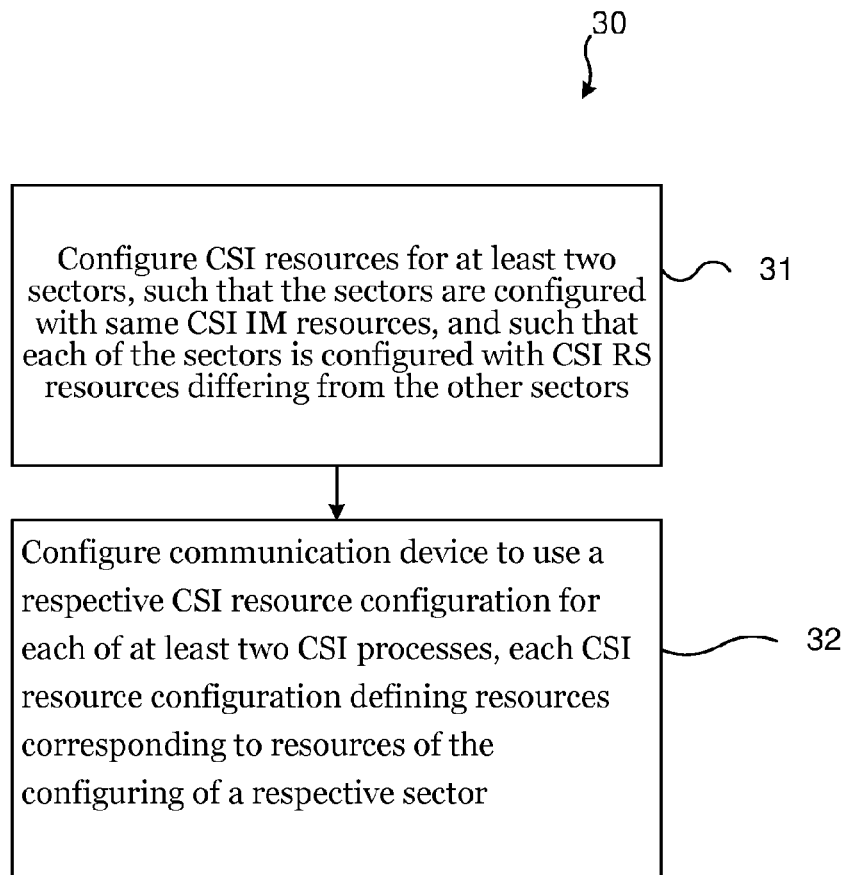 30
Configure CSI resources for at least two
sectors, such that the sectors are configured
with same CSI IM resources, and such that
each of the sectors is configured with CSI RS
resources differing from the other sectors
31
Configure communication device to use a
respective CSI resource configuration for
each of at least two CSI processes, each CSI
resource configuration defining resources
corresponding to resources of the
configuring of a respective sector
32